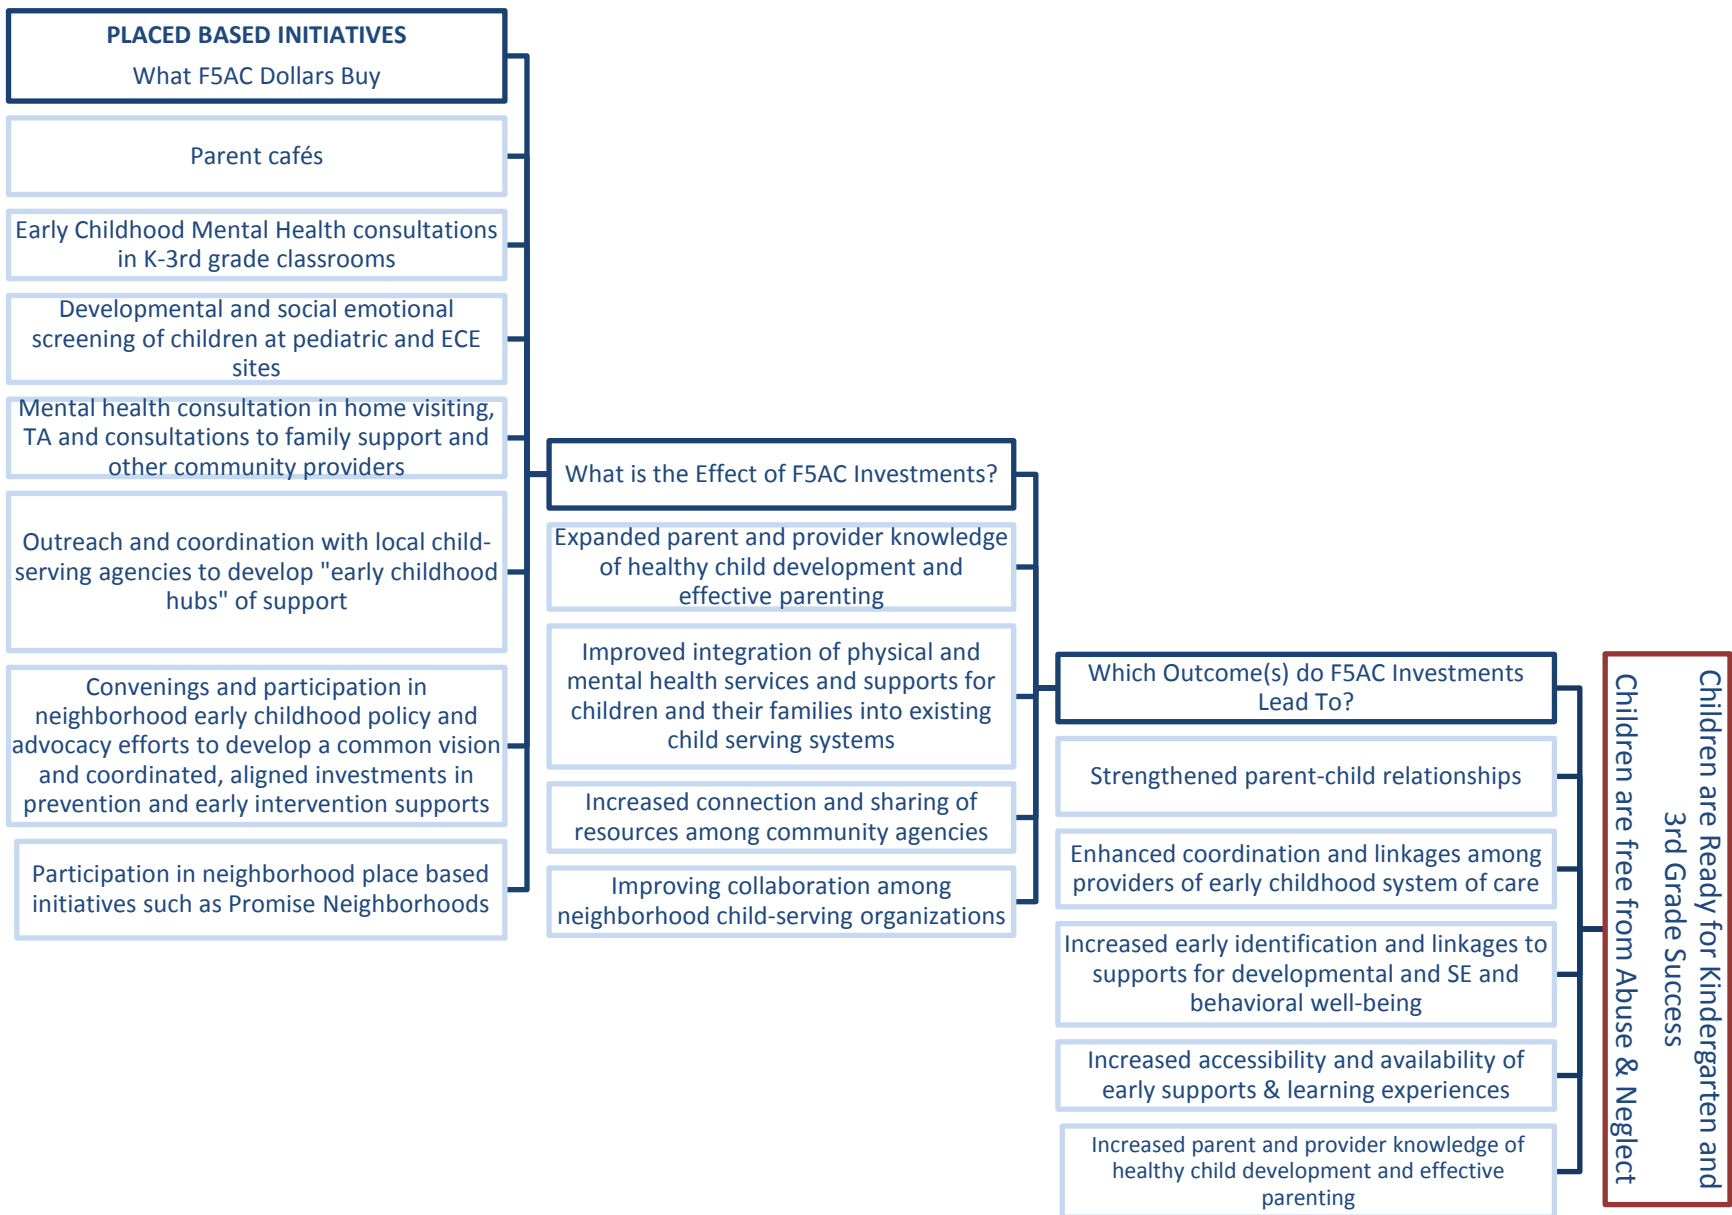 PLACED BASED INITIATIVES
What F5AC Dollars Buy
Parent cafés
Early Childhood Mental Health consultations
in K-3rd grade classrooms
Developmental and social emotional
screening of children at pediatric and ECE
sites
Mental health consultation in home visiting,
TA and consultations to family support and
other community providers
Outreach and coordination with local child-
serving agencies to develop "early childhood
hubs" of support
Convenings and participation in
neighborhood early childhood policy and
advocacy efforts to develop a common vision
and coordinated, aligned investments in
prevention and early intervention supports
Participation in neighborhood place based
initiatives such as Promise Neighborhoods
What is the Effect of F5AC Investments?
Expanded parent and provider knowledge
of healthy child development and
effective parenting
Improved integration of physical and
mental health services and supports for
children and their families into existing
child serving systems
Increased connection and sharing of
resources among community agencies
Improving collaboration among
neighborhood child-serving organizations
Which Outcome(s) do F5AC Investments
Lead To?
Strengthened parent-child relationships
Enhanced coordination and linkages among
providers of early childhood system of care
Increased early identification and linkages to
supports for developmental and SE and
behavioral well-being
Increased accessibility and availability of
early supports & learning experiences
Increased parent and provider knowledge of
healthy child development and effective
parenting
Children are Ready for Kindergarten and
3rd Grade Success
Children are free from Abuse & Neglect